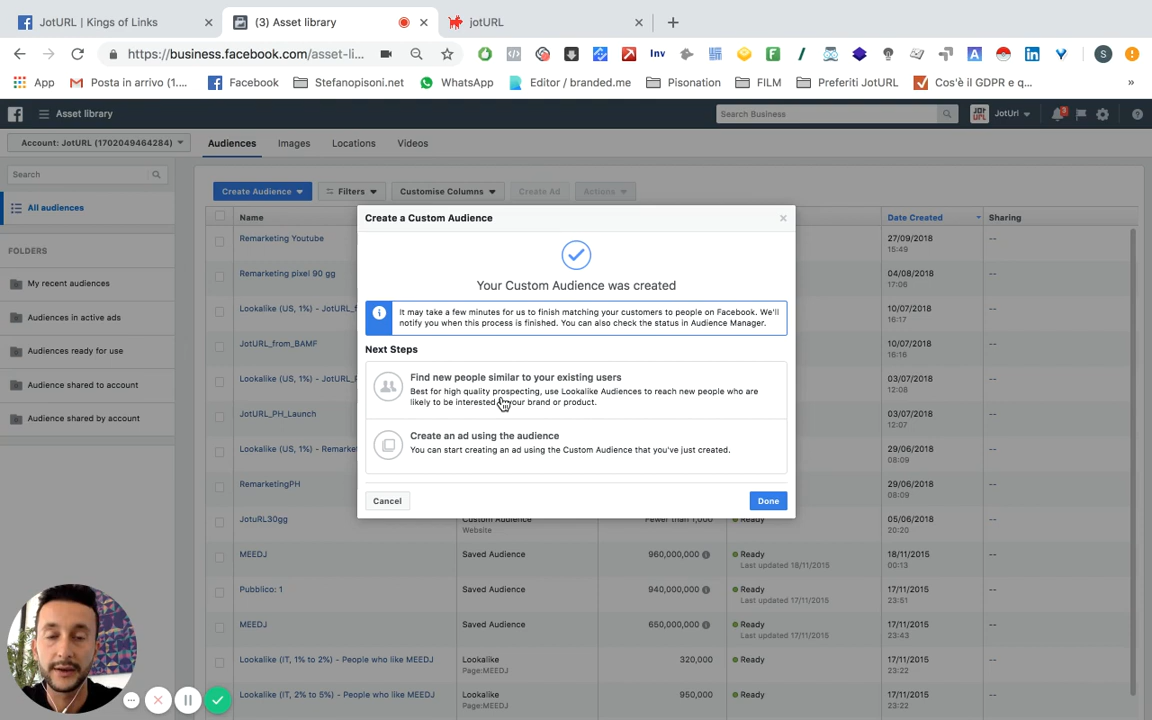 JotURL | Kings of Links
(3) Asset library
jotURL
https://business.facebook.com/asset-li...
Inv
App
Posta in arrivo (1....
Facebook
Stefanopisoni.net
WhatsApp
Editor / branded.me
Pisonation
FILM
Preferiti JotURL
Cos'è il GDPR e q...
Asset library
Search Business
JotUrl
3
Account: JotURL (1702049464284)
Audiences
Images
Locations
Videos
Search
Create Audience
Filters
Customise Columns
Create Ad
Actions
All audiences
FOLDERS
My recent audiences
Audiences in active ads
Audiences ready for use
Audience shared to account
Audience shared by account
Name
Date Created
Sharing
Remarketing Youtube
27/09/2018
15:49
--
Remarketing pixel 90 gg
04/08/2018
17:06
--
Lookalike (US, 1%) - JotURL_f
10/07/2018
16:17
--
JotURL_from_BAMF
10/07/2018
16:16
--
Lookalike (US, 1%) - JotURL_
03/07/2018
12:08
--
JotURL_PH_Launch
03/07/2018
12:07
--
Lookalike (US, 1%) - Remarke
29/06/2018
08:09
--
RemarketingPH
29/06/2018
08:09
--
JotuRL30gg
Custom Audience
Website
Fewer than 1,000
Ready
05/06/2018
20:20
--
MEEDJ
Saved Audience
960,000,000
Ready
Last updated 18/11/2015
18/11/2015
00:13
--
Pubblico: 1
Saved Audience
940,000,000
Ready
Last updated 17/11/2015
17/11/2015
23:51
--
MEEDJ
Saved Audience
650,000,000
Ready
Last updated 17/11/2015
17/11/2015
23:43
--
Lookalike (IT, 1% to 2%) - People who like MEEDJ
Lookalike
Page:MEEDJ
320,000
Ready
17/11/2015
23:22
--
Lookalike (IT, 2% to 5%) - People who like MEEDJ
Lookalike
Page:MEEDJ
950,000
Ready
17/11/2015
23:22
--
Create a Custom Audience
Your Custom Audience was created
It may take a few minutes for us to finish matching your customers to people on Facebook. We'll
notify you when this process is finished. You can also check the status in Audience Manager.
Next Steps
Find new people similar to your existing users
Best for high quality prospecting, use Lookalike Audiences to reach new people who are
likely to be interested your brand or product.
Create an ad using the audience
You can start creating an ad using the Custom Audience that you've just created.
Cancel
Done